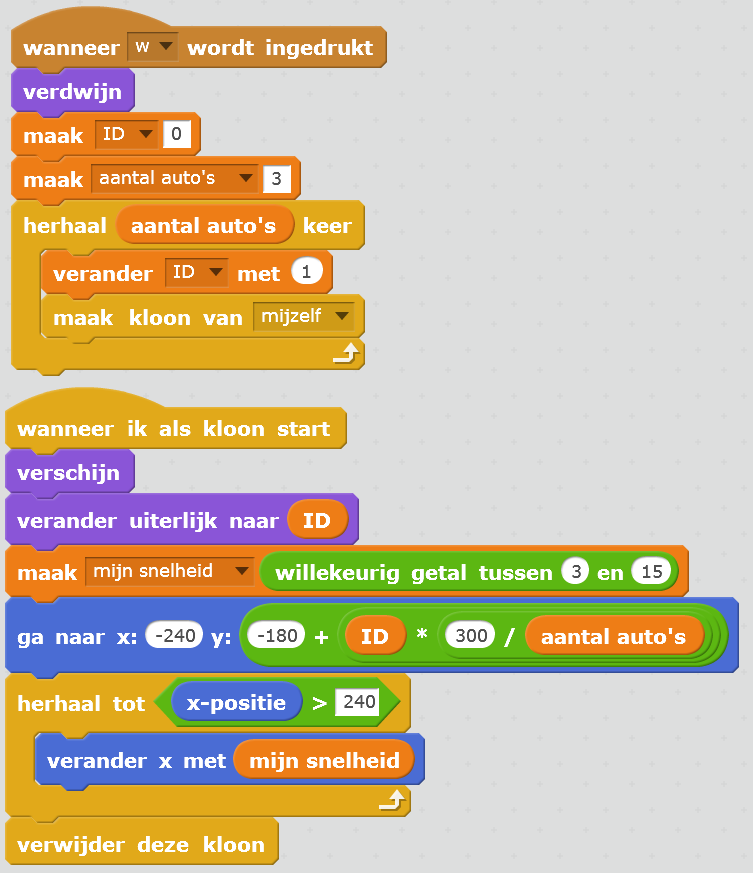 wanneer w wordt ingedrukt
verdwijn
maak ID 0
maak aantal auto's 3
herhaal aantal auto's keer
verander ID met 1
maak kloon van mijzelf
wanneer ik als kloon start
verschijn
verander uiterlijk naar ID
maak mijn snelheid willekeurig getal tussen 3 en 15
ga naar x: -240 y: -180 + ID * 300 / aantal auto's
herhaal tot x-positie > 240
verander x met mijn snelheid
verwijder deze kloon